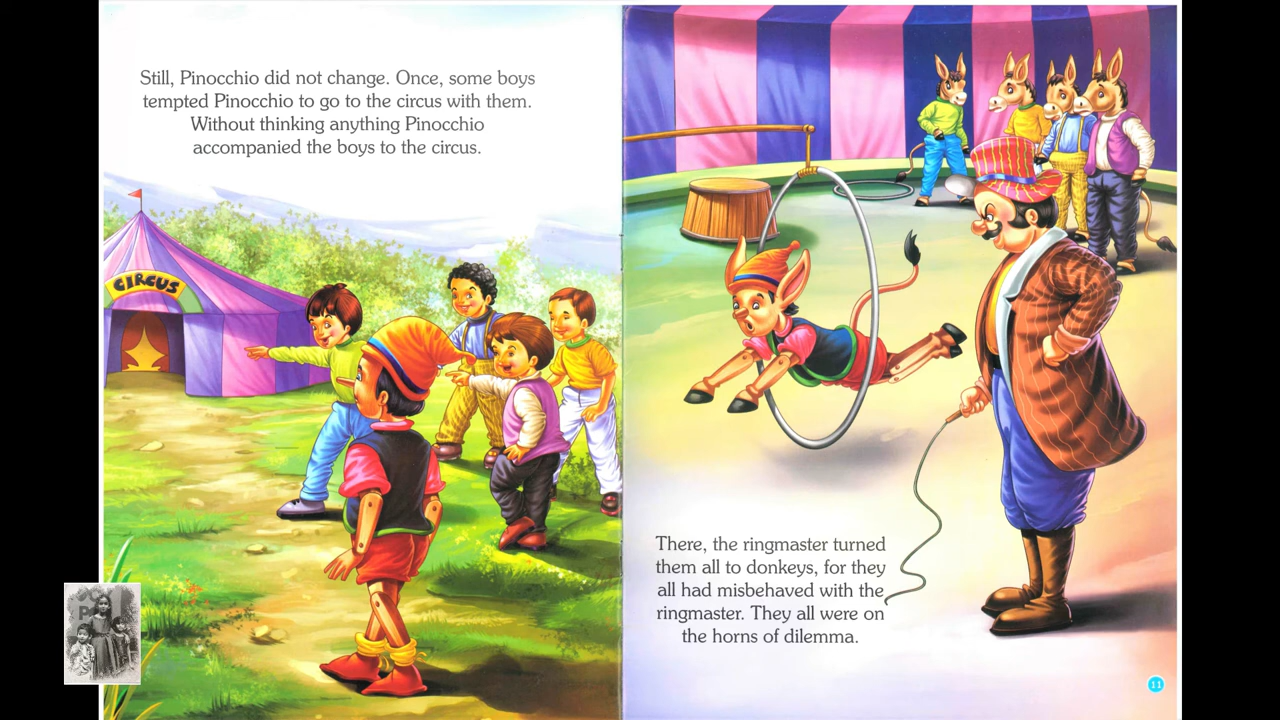 Still, Pinocchio did not change. Once, some boys
tempted Pinocchio to go to the circus with them.
Without thinking anything Pinocchio
accompanied the boys to the circus.
CIRCUS
There, the ringmaster turned
them all to donkeys, for they
all had misbehaved with the
ringmaster. They all were on
the horns of dilemma.
11